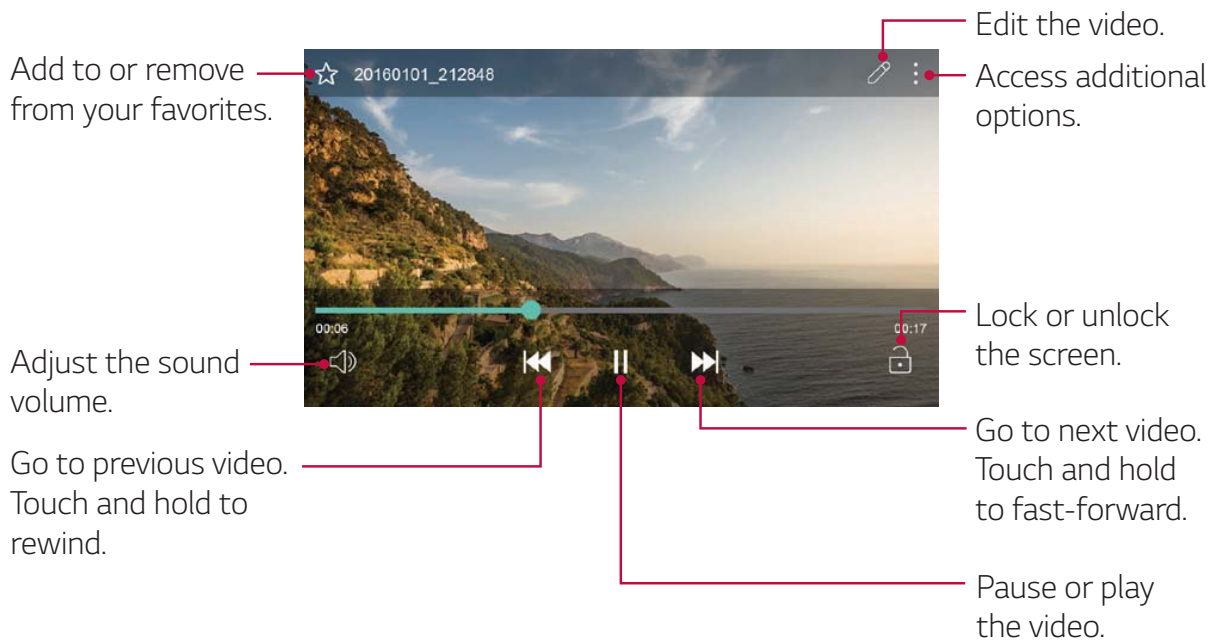 Edit the video.
Add to or remove
from your favorites.
20160101_212848
Access additional
options.
00:06
00:17
Lock or unlock
the screen.
Adjust the sound
volume.
Go to previous video.
Touch and hold to
rewind.
Go to next video.
Touch and hold
to fast-forward.
Pause or play
the video.